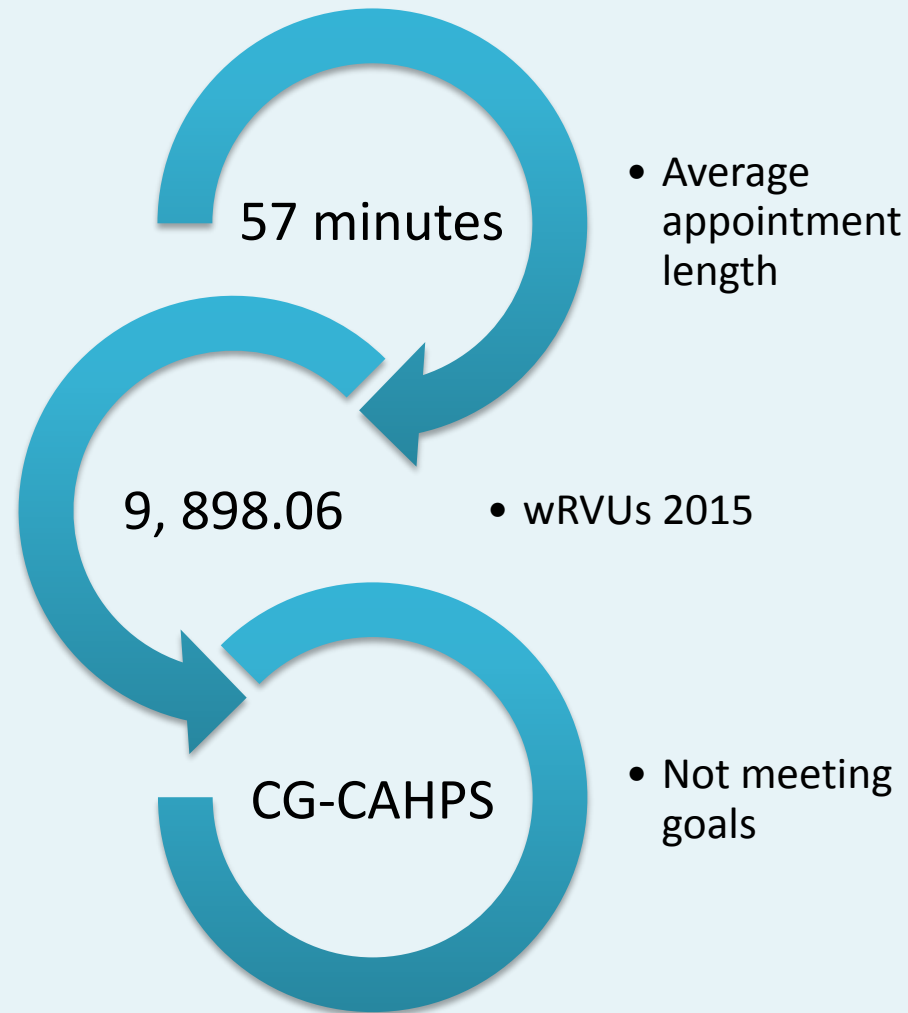 57 minutes
• Average
appointment
length
9, 898.06
• wRVUs 2015
CG-CAHPS
• Not meeting
goals